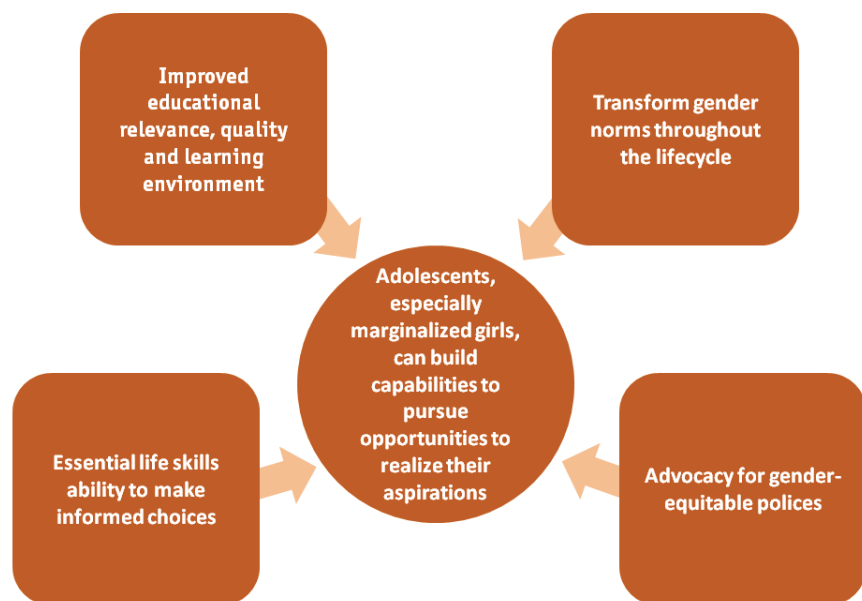 Improved
educational
relevance, quality
and learning
environment
Transform gender
norms throughout
the lifecycle
Adolescents,
especially
marginalized girls,
can build
capabilities to
pursue
opportunities to
realize their
aspirations
Essential life skills
ability to make
informed choices
Advocacy for gender-
equitable polices